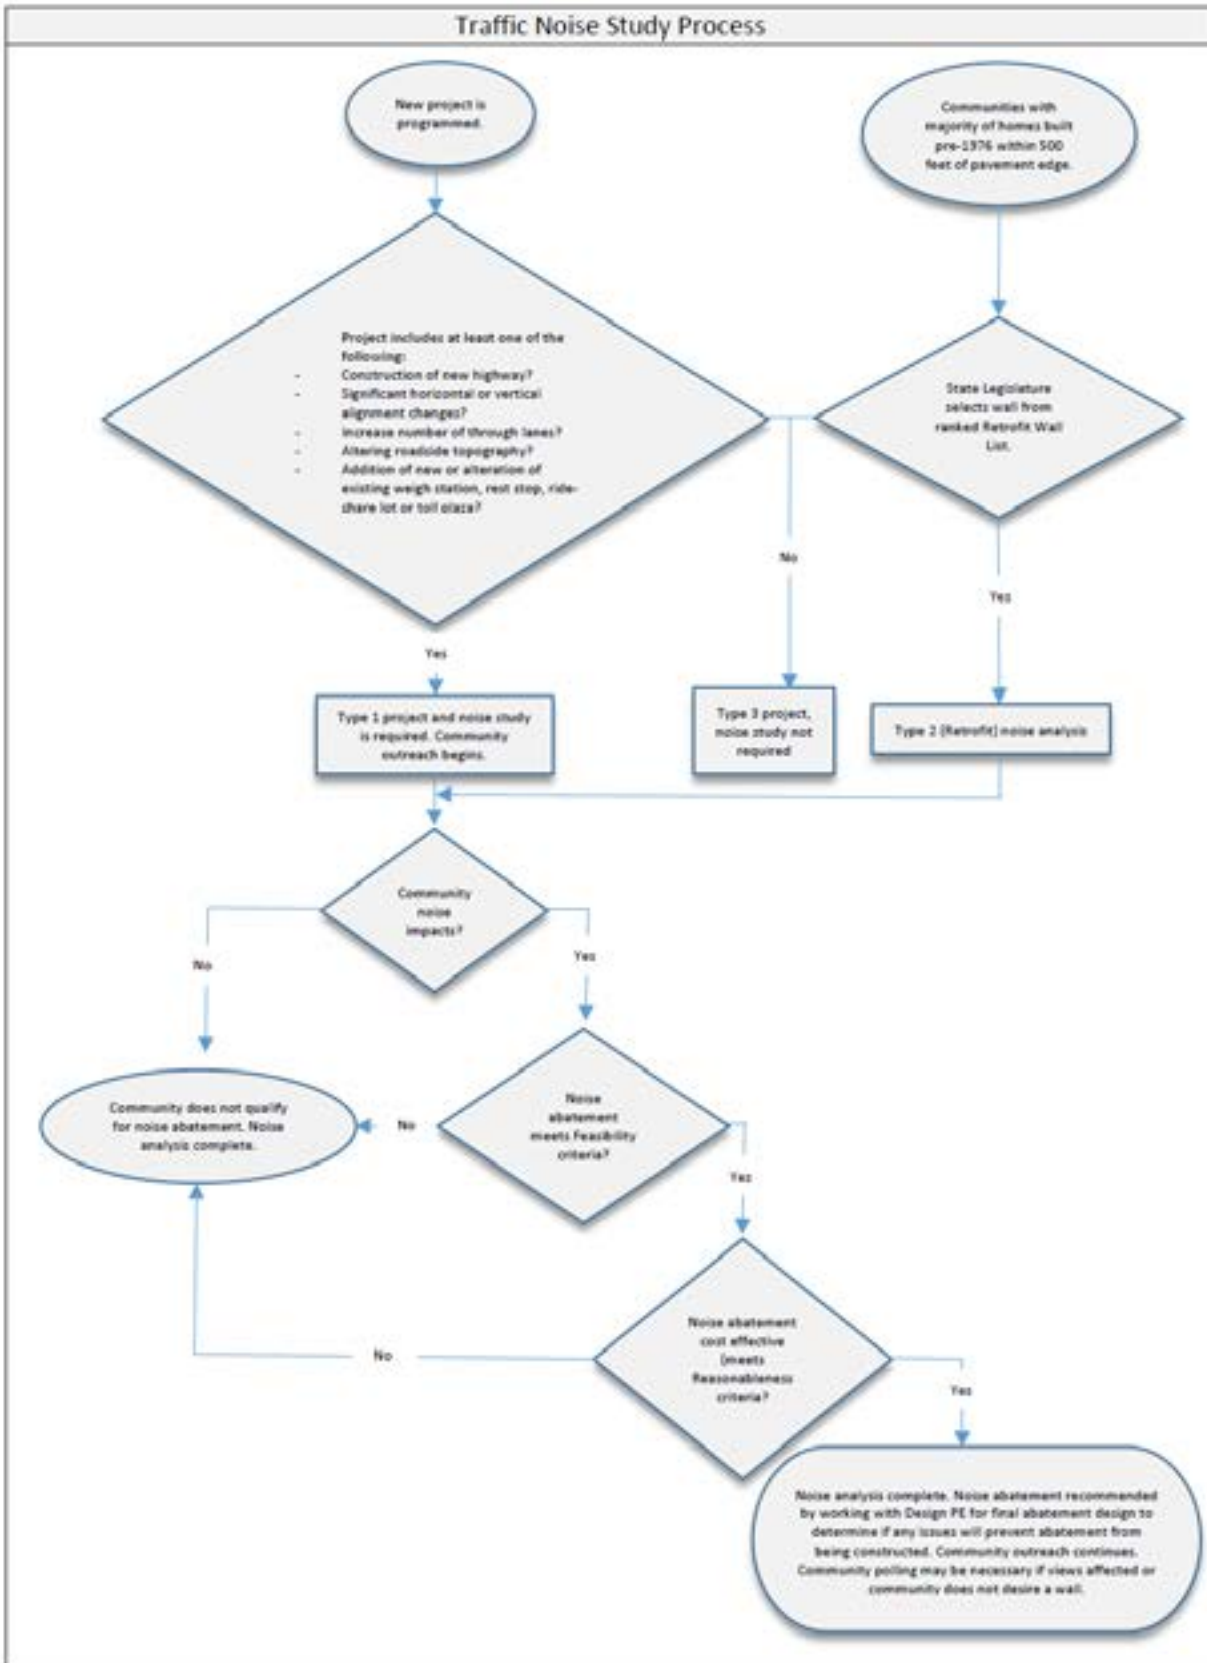 Traffic Noise Study Process
New project is
programmed.
Communities with
majority of homes built
pre-1976 within 500
feet of pavement edge.
Project includes at least one of the
following:
- Construction of new highway?
- Significant horizontal or vertical
alignment changes?
- Increase number of through lanes?
- Altering roadside topography?
- Addition of new or alteration of
existing weigh station, rest stop, ride-
share lot or toll plaza?
State Legislature
selects wall from
ranked Retrofit Wall
List.
No
Yes
Yes
Type 1 project and noise study
is required. Community
outreach begins.
Type 3 project,
noise study not
required
Type 2 (Retrofit) noise analysis
Community
noise
impacts?
No
Yes
Community does not qualify
for noise abatement. Noise
analysis complete.
No
Noise
abatement
meets Feasibility
criteria?
Yes
Noise abatement
cost effective
(meets
Reasonableness
criteria?
No
Yes
Noise analysis complete. Noise abatement recommended
by working with Design PE for final abatement design to
determine if any issues will prevent abatement from
being constructed. Community outreach continues.
Community polling may be necessary if views affected or
community does not desire a wall.